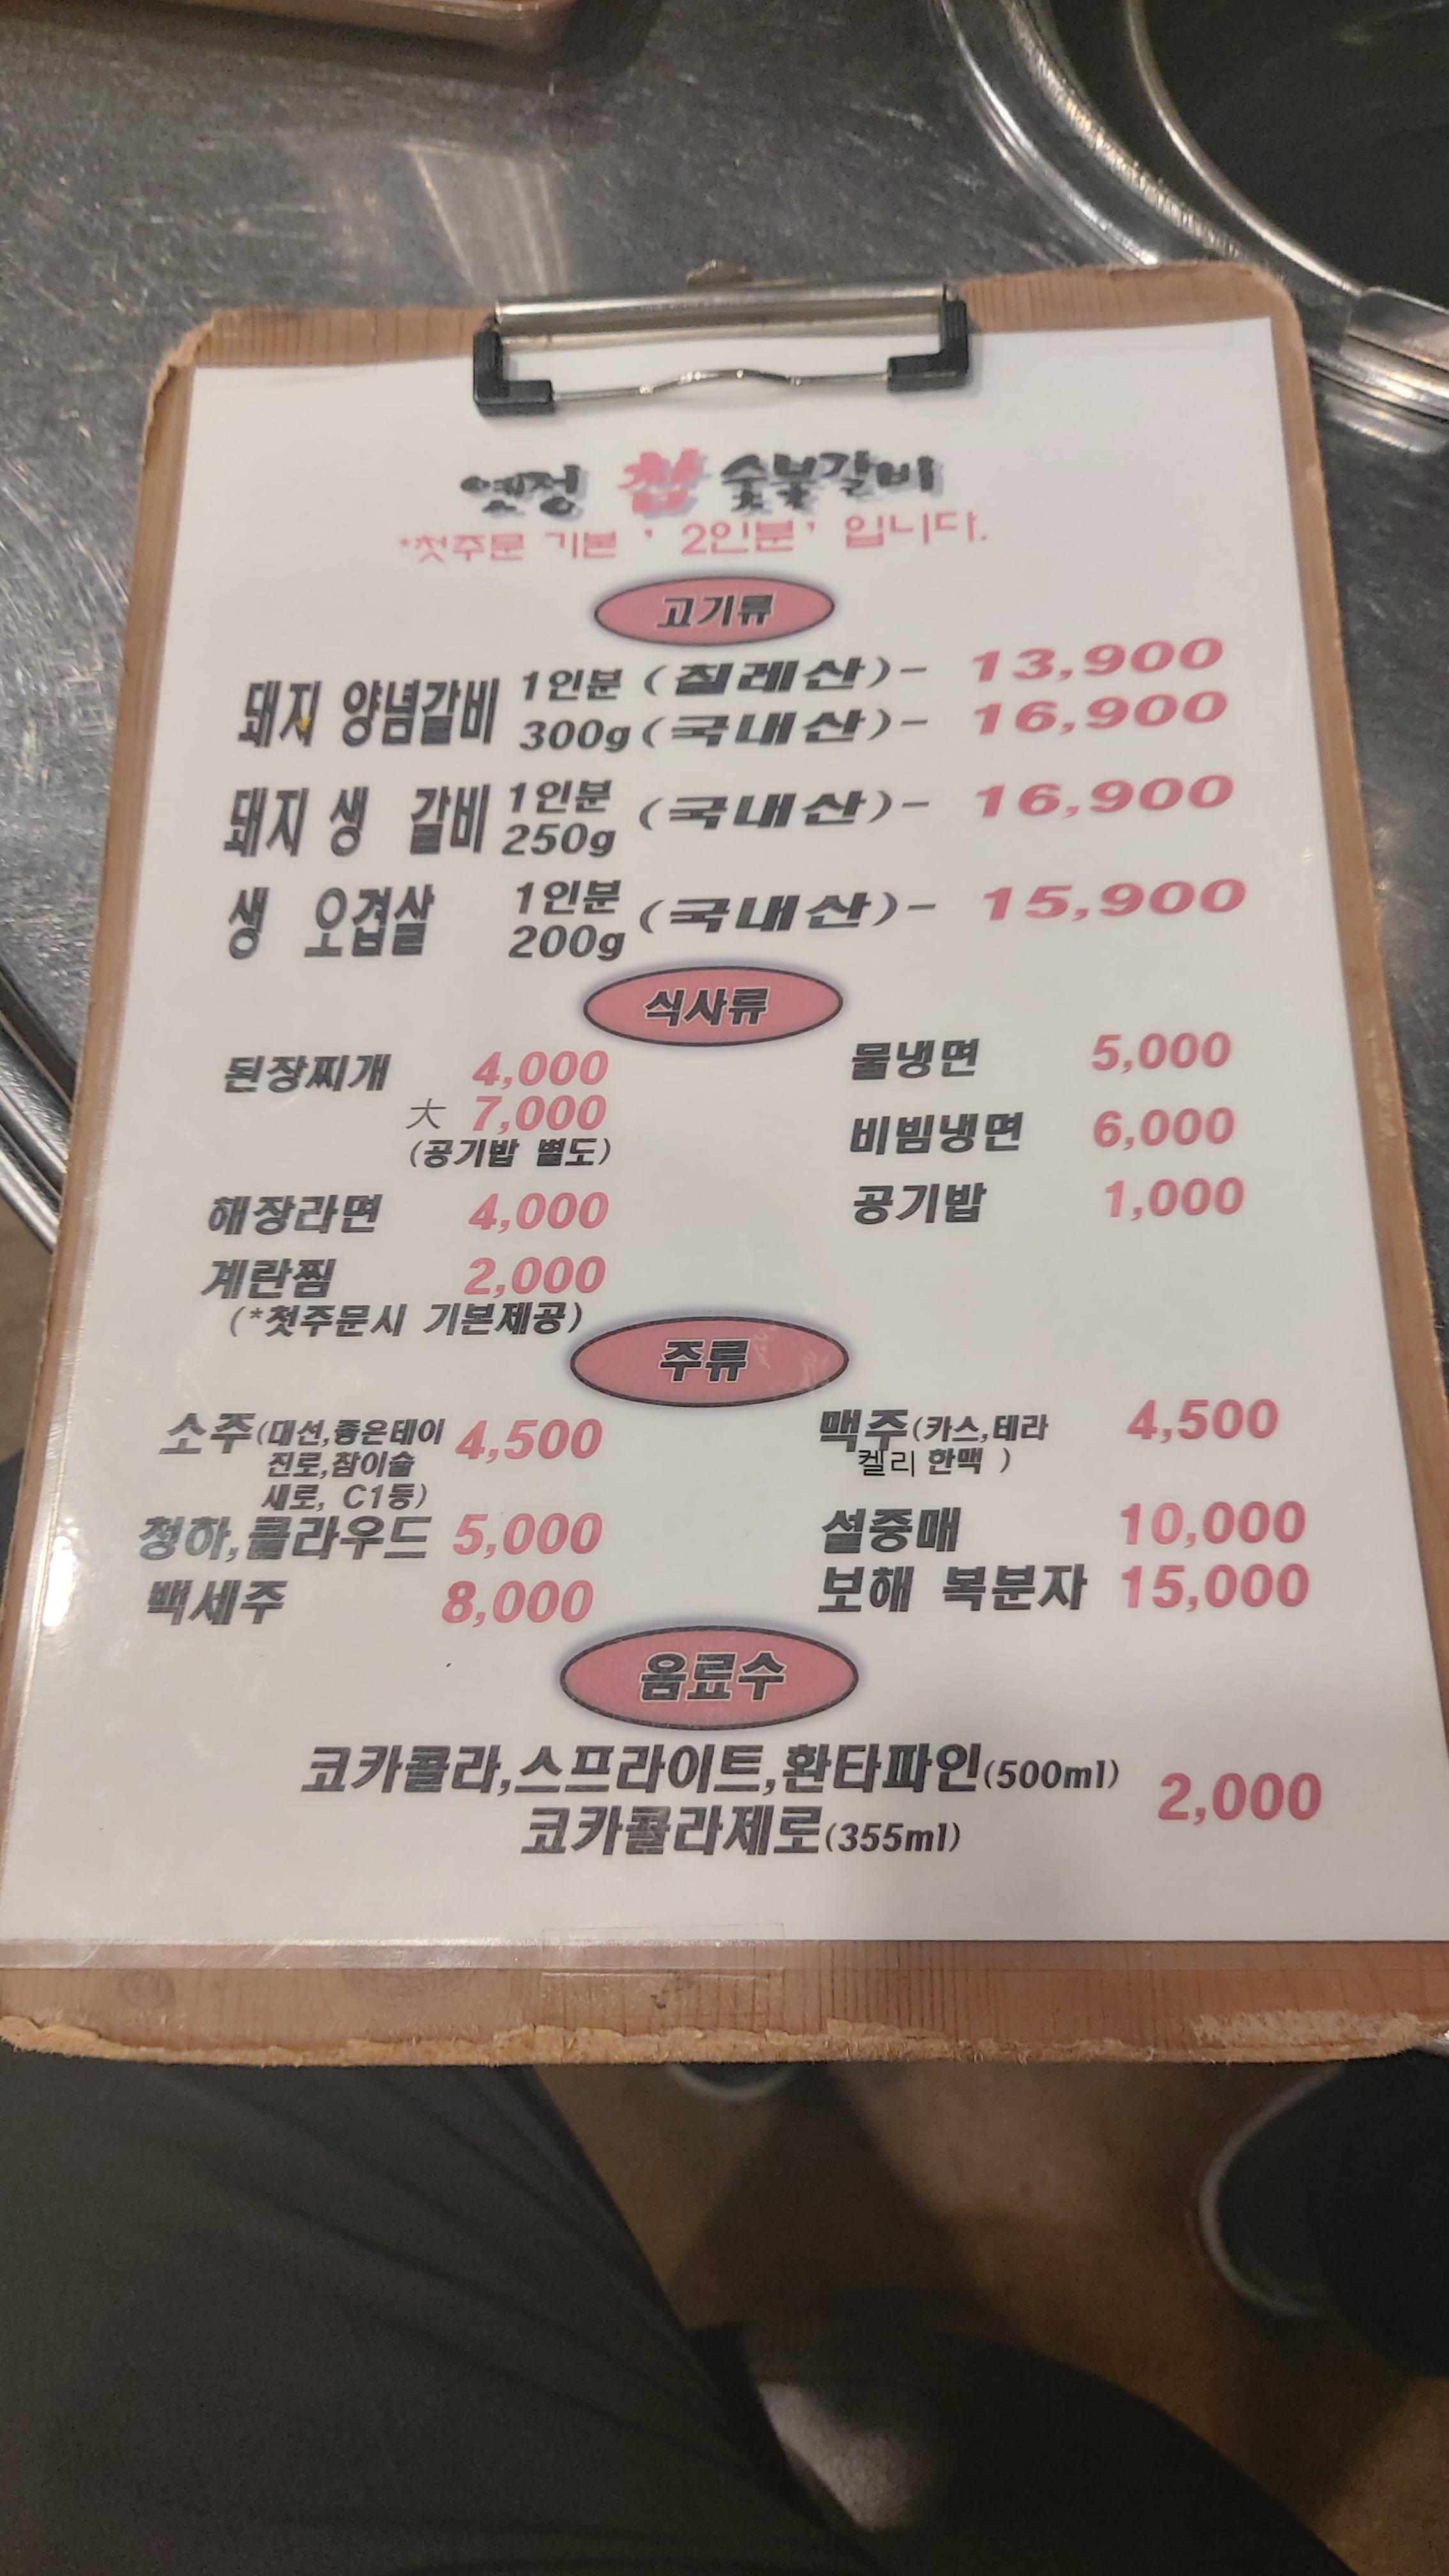 옛정 참 숯불갈비
*첫주문 기본 ' 2인분' 입니다.
고기류
돼지 양념갈비 1인분 (칠레산)- 13,900
300g (국내산)- 16,900
돼지 생 갈비 1인분 250g (국내산)- 16,900
생 오겹살 1인분 200g (국내산)- 15,900
식사류
된장찌개 4,000
大 7,000
(공기밥 별도)
해장라면 4,000
계란찜 2,000
(*첫주문시 기본제공)
물냉면 5,000
비빔냉면 6,000
공기밥 1,000
주류
소주(대선,좋은데이 4,500
진로,참이슬
새로, C1등)
청하,클라우드 5,000
백세주 8,000
맥주(카스,테라 4,500
켈리 한맥 )
설중매 10,000
보해 복분자 15,000
음료수
코카콜라,스프라이트,환타파인(500ml) 2,000
코카콜라제로(355ml)